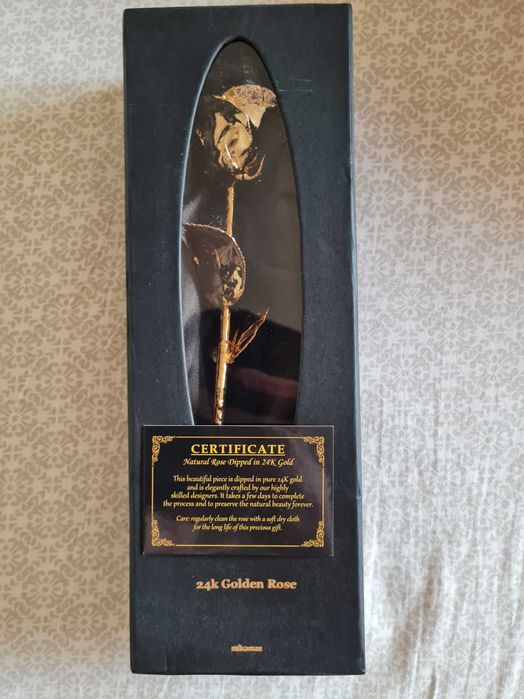 CERTIFICATE
Natural Rose Dipped in 24K Gold
This beautiful piece is dipped in pure 24K gold
and is elegantly crafted by our highly
skilled designers. It takes a few days to complete
the process and to preserve the natural beauty forever.
Care: regularly clean the rose with a soft dry cloth
for the long life of this precious gift.
24k Golden Rose
mikamax